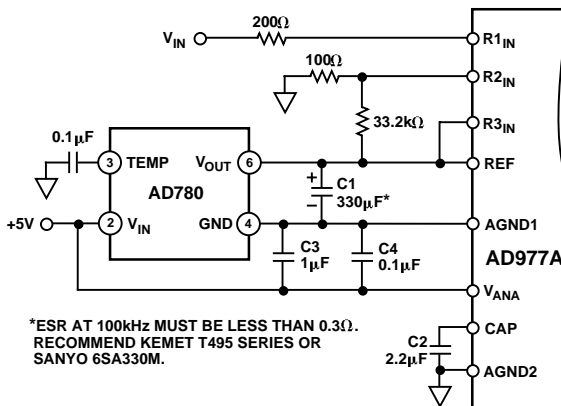 200Ω
V_IN
R1_IN
100Ω
R2_IN
33.2kΩ
R3_IN
0.1µF
3
TEMP
V_OUT
6
REF
AD780
+
C1
–
330µF*
+5V
2
V_IN
GND
4
AGND1
C3
1µF
C4
0.1µF
AD977A
V_ANA
*ESR AT 100kHz MUST BE LESS THAN 0.3Ω.
RECOMMEND KEMET T495 SERIES OR
SANYO 6SA330M.
CAP
C2
2.2µF
AGND2